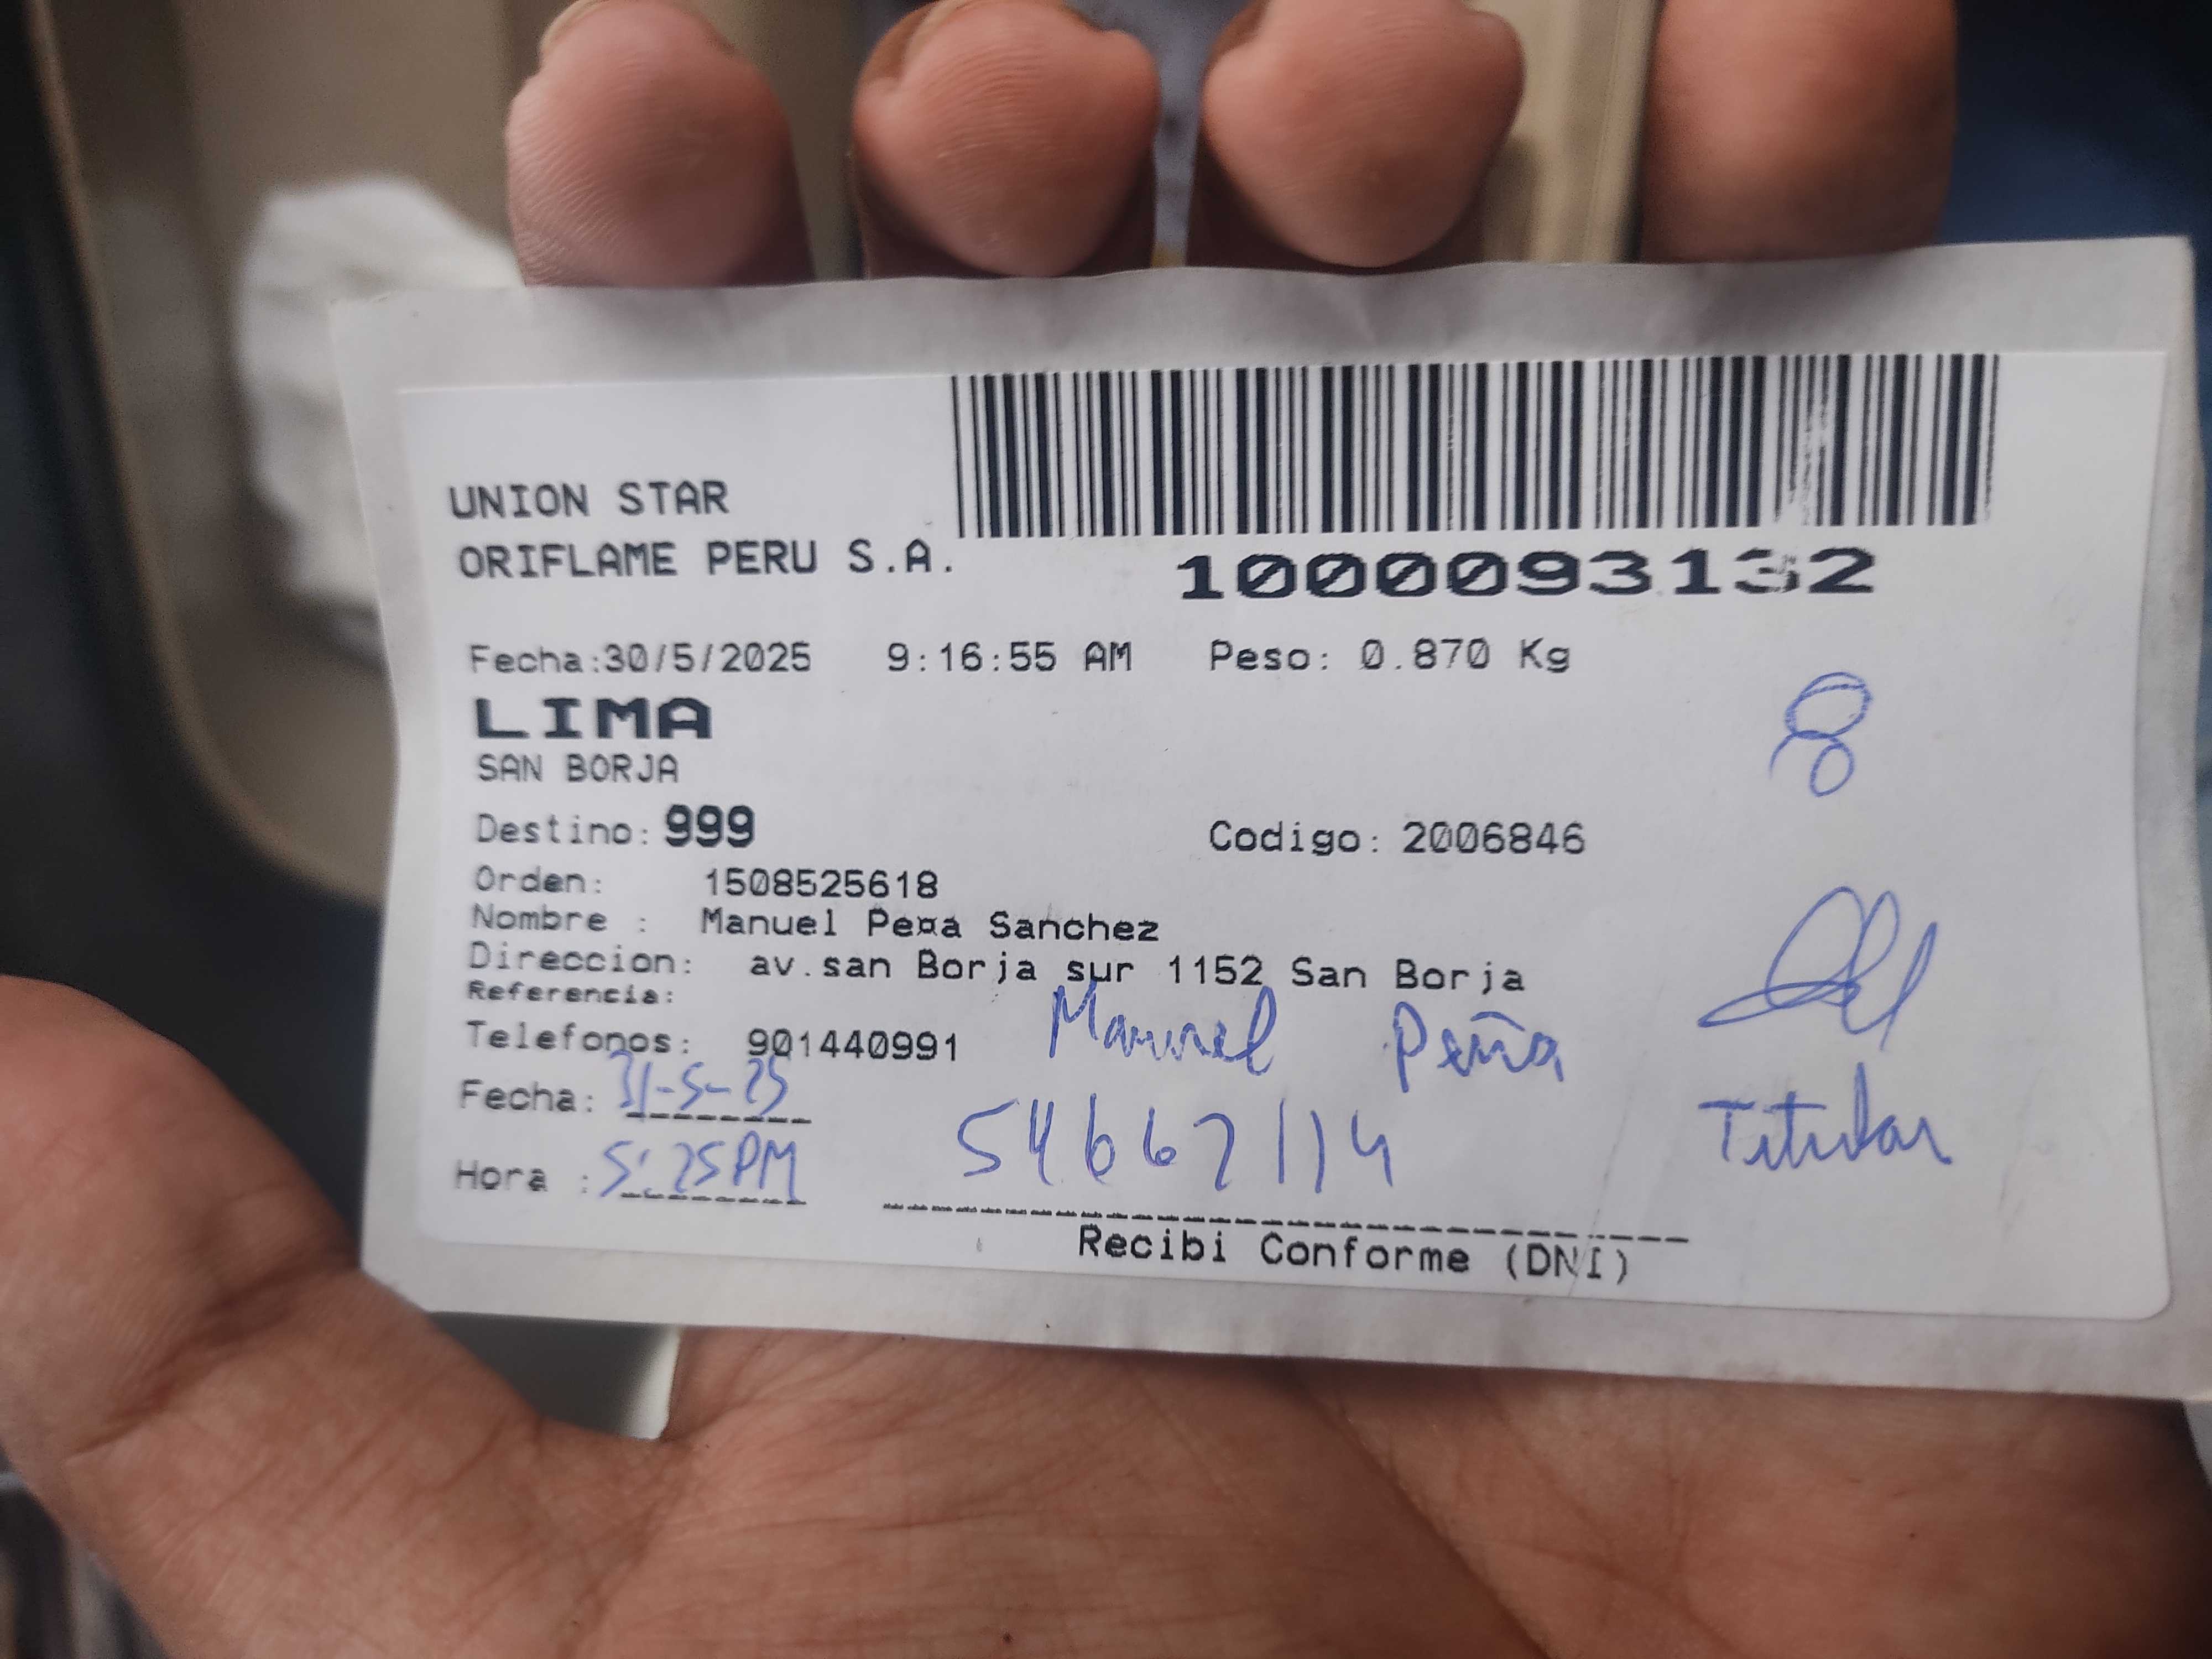 UNION STAR
ORIFLAME PERU S.A.
1000093132
Fecha:30/5/2025 9:16:55 AM Peso: 0.870 Kg
LIMA
8
SAN BORJA
Destino: 999 Codigo: 2006846
Orden: 1508525618
Nombre : Manuel Pe¤a Sanchez
Direccion: av.san Borja sur 1152 San Borja
Referencia:
Telefonos: 901440991 Manuel Peña
Fecha: 31-5-25
54667114 Titular
Hora : 5:25PM
Recibi Conforme (DNI)